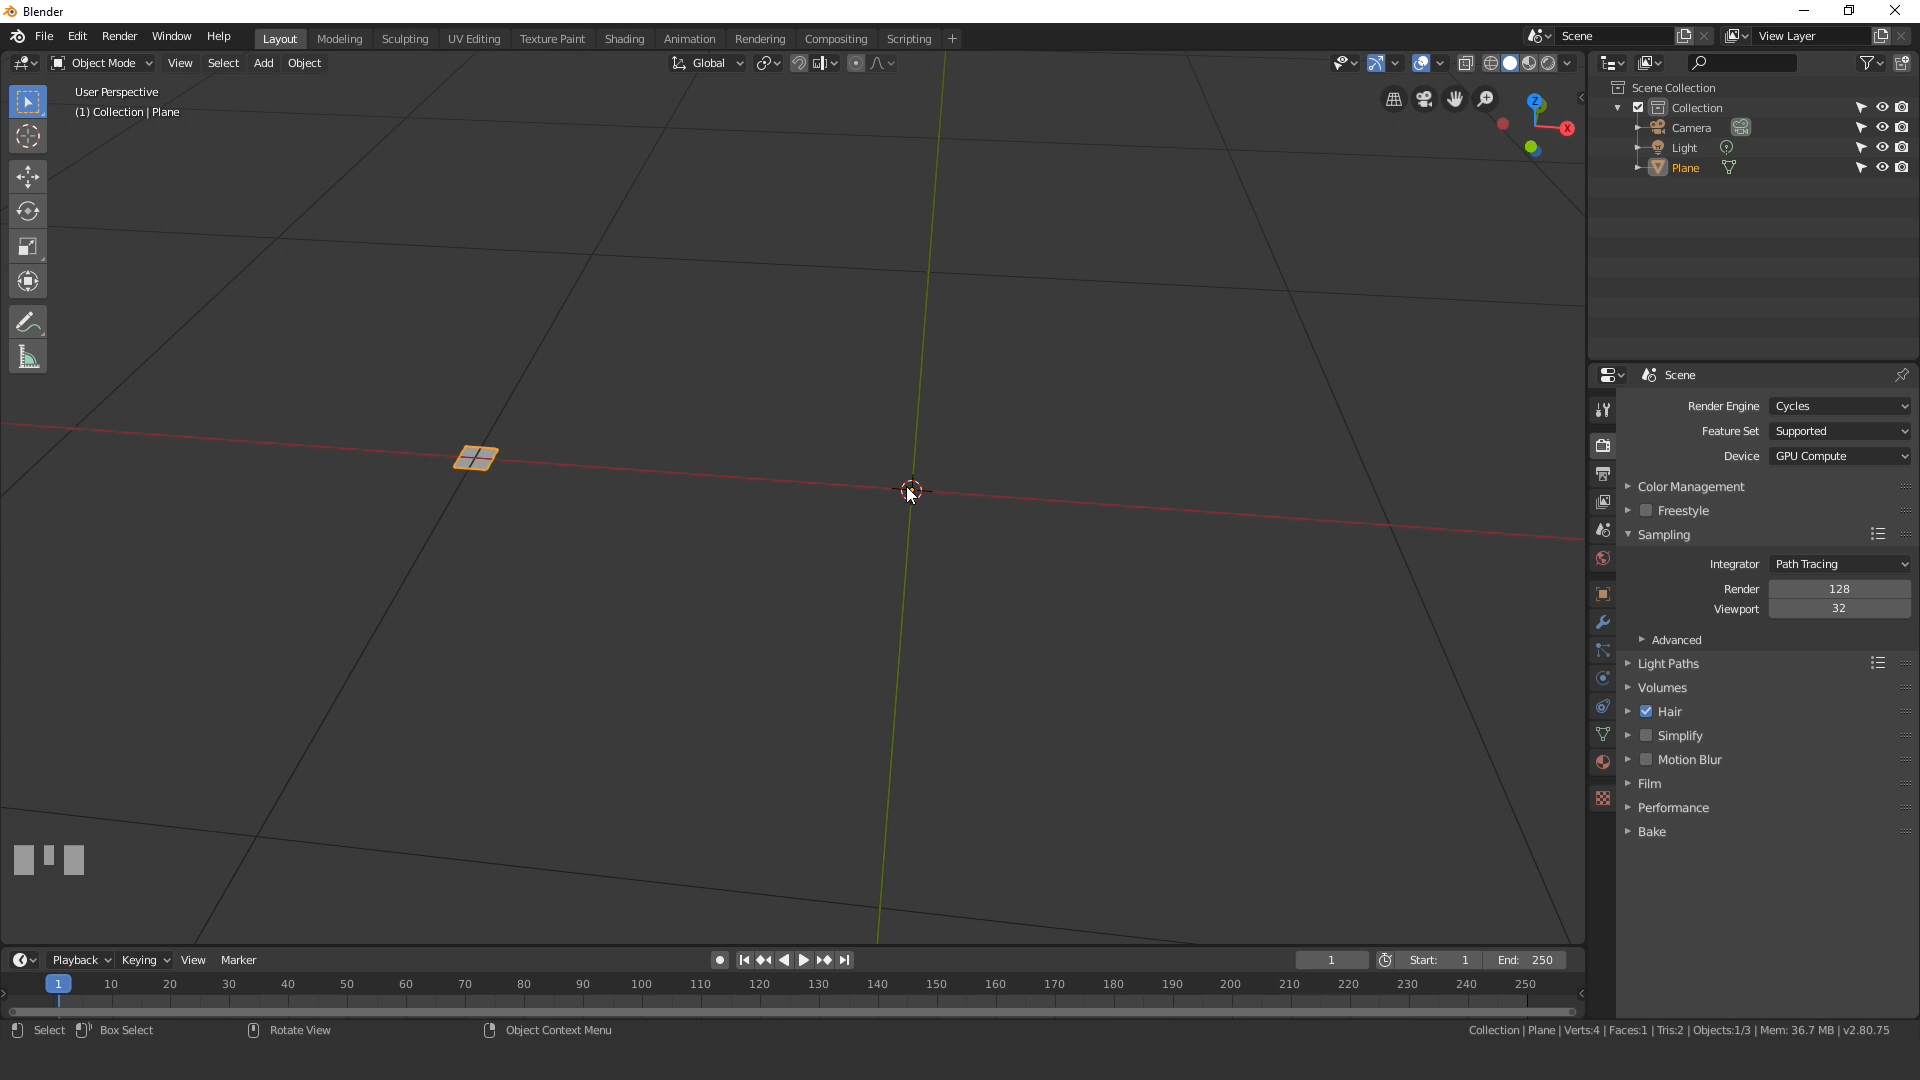 Blender
File Edit Render Window Help Layout Modeling Sculpting UV Editing Texture Paint Shading Animation Rendering Compositing Scripting + Scene View Layer
Object Mode View Select Add Object Global
User Perspective
(1) Collection | Plane
Z
X
Scene Collection
Collection
Camera
Light
Plane
Scene
Render Engine Cycles
Feature Set Supported
Device GPU Compute
Color Management
Freestyle
Sampling
Integrator Path Tracing
Render 128
Viewport 32
Advanced
Light Paths
Volumes
Hair
Simplify
Motion Blur
Film
Performance
Bake
Playback Keying View Marker 1 Start: 1 End: 250
1 10 20 30 40 50 60 70 80 90 100 110 120 130 140 150 160 170 180 190 200 210 220 230 240 250
Select Box Select Rotate View Object Context Menu Collection | Plane | Verts:4 | Faces:1 | Tris:2 | Objects:1/3 | Mem: 36.7 MB | v2.80.75